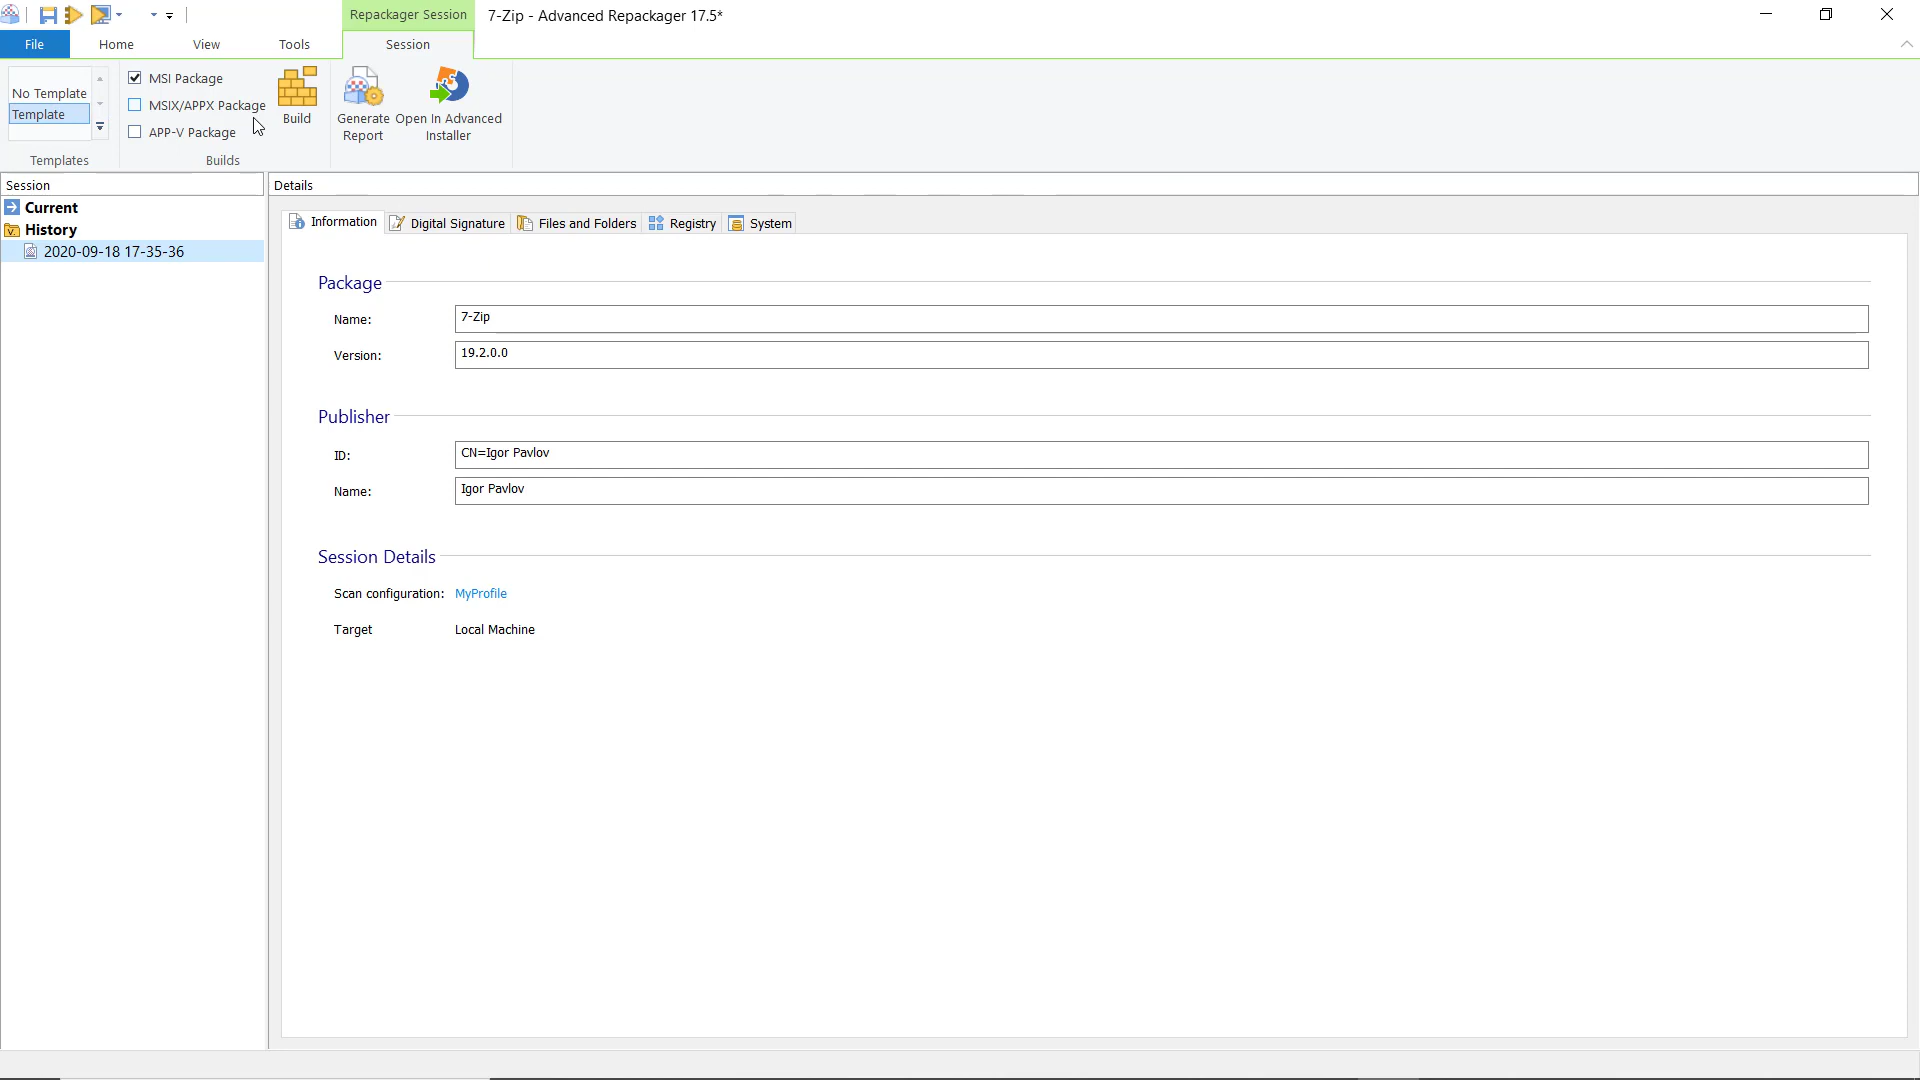 Repackager Session
7-Zip - Advanced Repackager 17.5*
File
Home
View
Tools
Session
No Template
Template
Templates
MSI Package
MSIX/APPX Package
APP-V Package
Build
Builds
Generate
Report
Open In Advanced
Installer
Session
Current
History
2020-09-18 17-35-36
Details
Information
Digital Signature
Files and Folders
Registry
System
Package
Name:
7-Zip
Version:
19.2.0.0
Publisher
ID:
CN=Igor Pavlov
Name:
Igor Pavlov
Session Details
Scan configuration:
MyProfile
Target
Local Machine